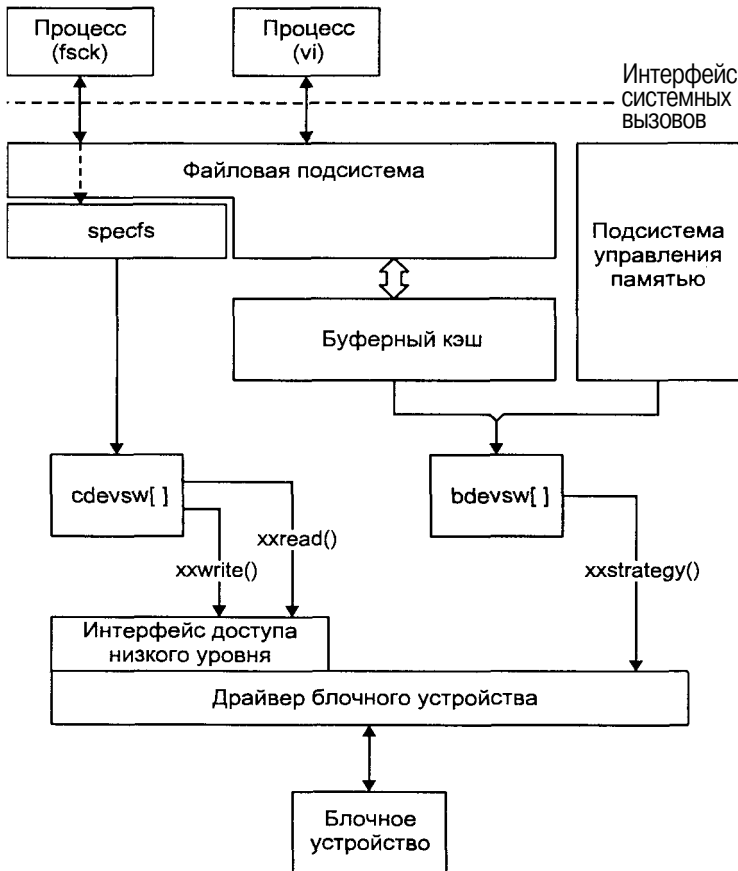 Процесс
(fsck)
Процесс
(vi)
Интерфейс
системных
вызовов
Файловая подсистема
specfs
Подсистема
управления
памятью
Буферный кэш
cdevsw[ ]
bdevsw[ ]
xxread()
xxwrite()
xxstrategy()
Интерфейс доступа
низкого уровня
Драйвер блочного устройства
Блочное
устройство